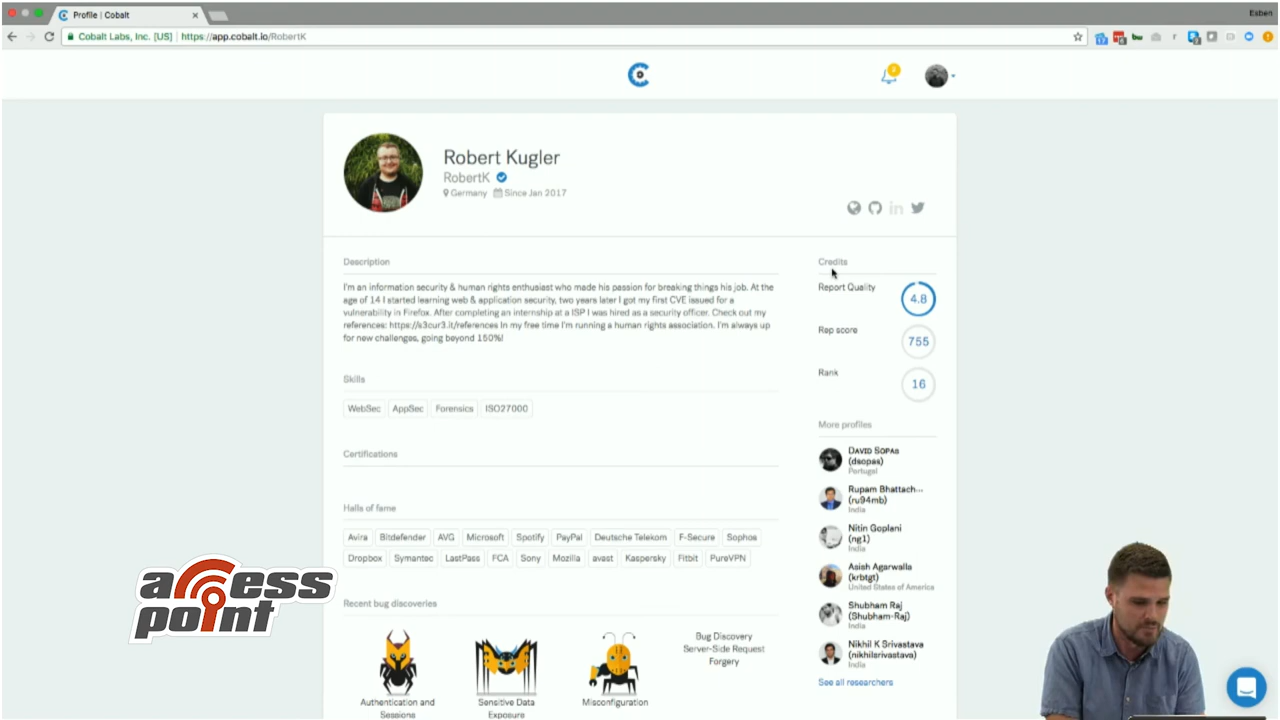 Profile | Cobalt
Esben
Cobalt Labs, Inc. [US] | https://app.cobalt.io/RobertK
Robert Kugler
RobertK
Germany Since Jan 2017
in
Description
I'm an information security & human rights enthusiast who made his passion for breaking things his job. At the
age of 14 I started learning web & application security, two years later I got my first CVE issued for a
vulnerability in Firefox. After completing an internship at a ISP I was hired as a security officer. Check out my
references: https://s3cur3.it/references In my free time I'm running a human rights association. I'm always up
for new challenges, going beyond 150%!
Skills
WebSec AppSec Forensics ISO27000
Certifications
Halls of fame
Avira Bitdefender AVG Microsoft Spotify PayPal Deutsche Telekom F-Secure Sophos
Dropbox Symantec LastPass FCA Sony Mozilla avast Kaspersky Fitbit PureVPN
Recent bug discoveries
Authentication and
Sessions
Sensitive Data
Exposure
Misconfiguration
Bug Discovery
Server-Side Request
Forgery
Credits
Report Quality
4.8
Rep score
755
Rank
16
More profiles
David Sopas
(dsopas)
Portugal
Rupam Bhattach...
(ru94mb)
India
Nitin Goplani
(ng1)
India
Asish Agarwalla
(krbtgt)
United States of America
Shubham Raj
(Shubham-Raj)
India
Nikhil K Srivastava
(nikhilsrivastava)
India
See all researchers
access
point